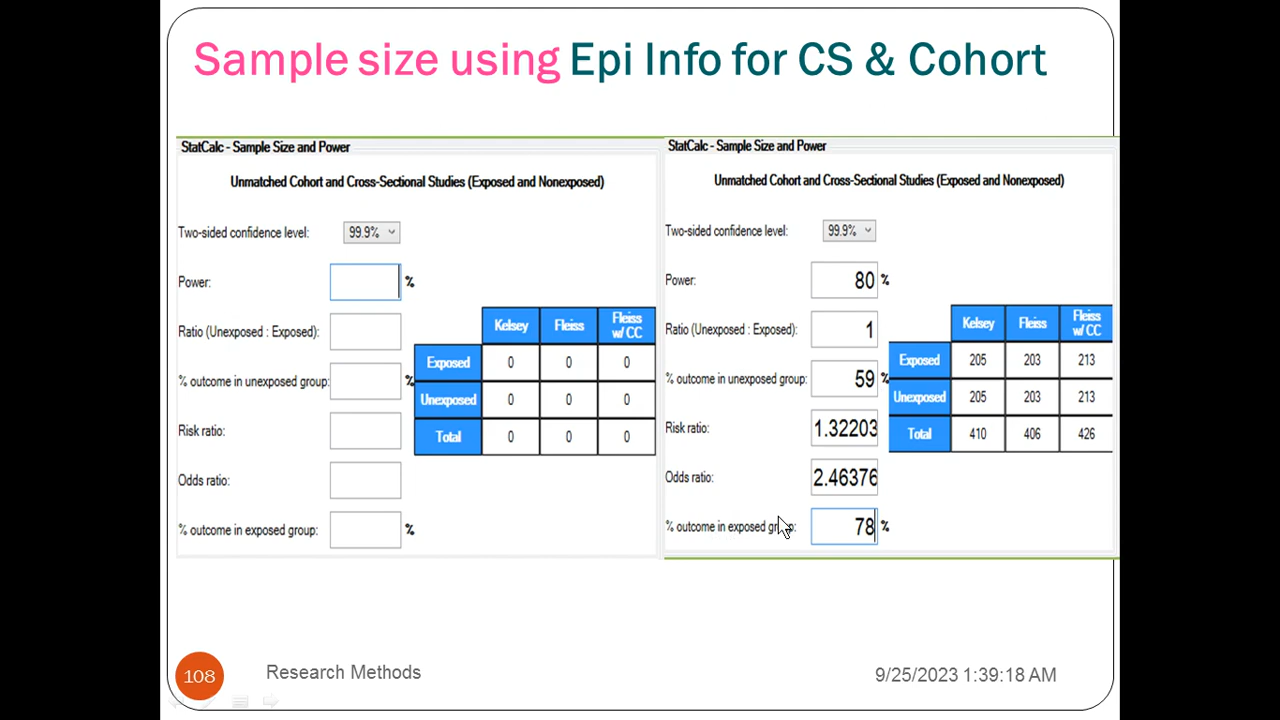 Sample size using Epi Info for CS & Cohort
StatCalc - Sample Size and Power
Unmatched Cohort and Cross-Sectional Studies (Exposed and Nonexposed)
Two-sided confidence level: 99.9%
Power: %
Ratio (Unexposed : Exposed):
% outcome in unexposed group: %
Risk ratio:
Odds ratio:
% outcome in exposed group: %
Kelsey Fleiss Fleiss w/ CC
Exposed 0 0 0
Unexposed 0 0 0
Total 0 0 0
StatCalc - Sample Size and Power
Unmatched Cohort and Cross-Sectional Studies (Exposed and Nonexposed)
Two-sided confidence level: 99.9%
Power: 80 %
Ratio (Unexposed : Exposed): 1
% outcome in unexposed group: 59 %
Risk ratio: 1.32203
Odds ratio: 2.46376
% outcome in exposed group: 78 %
Kelsey Fleiss Fleiss w/ CC
Exposed 205 203 213
Unexposed 205 203 213
Total 410 406 426
108 Research Methods 9/25/2023 1:39:18 AM